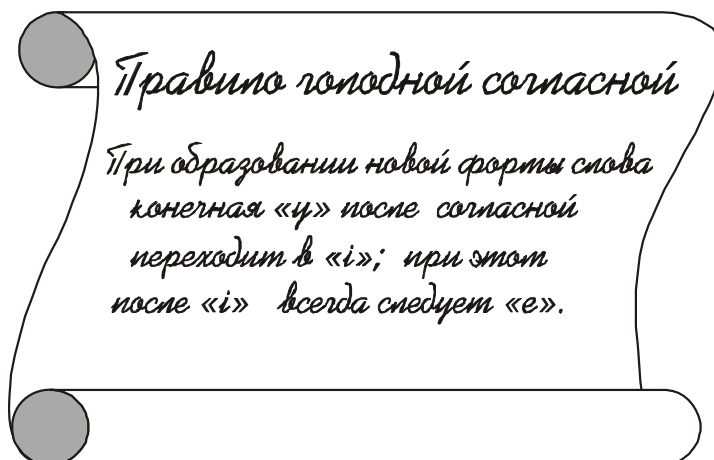 Правило голодной согласной
При образовании новой формы слова
конечная «y» после согласной
переходит в «i»; при этом
после «i» всегда следует «e».